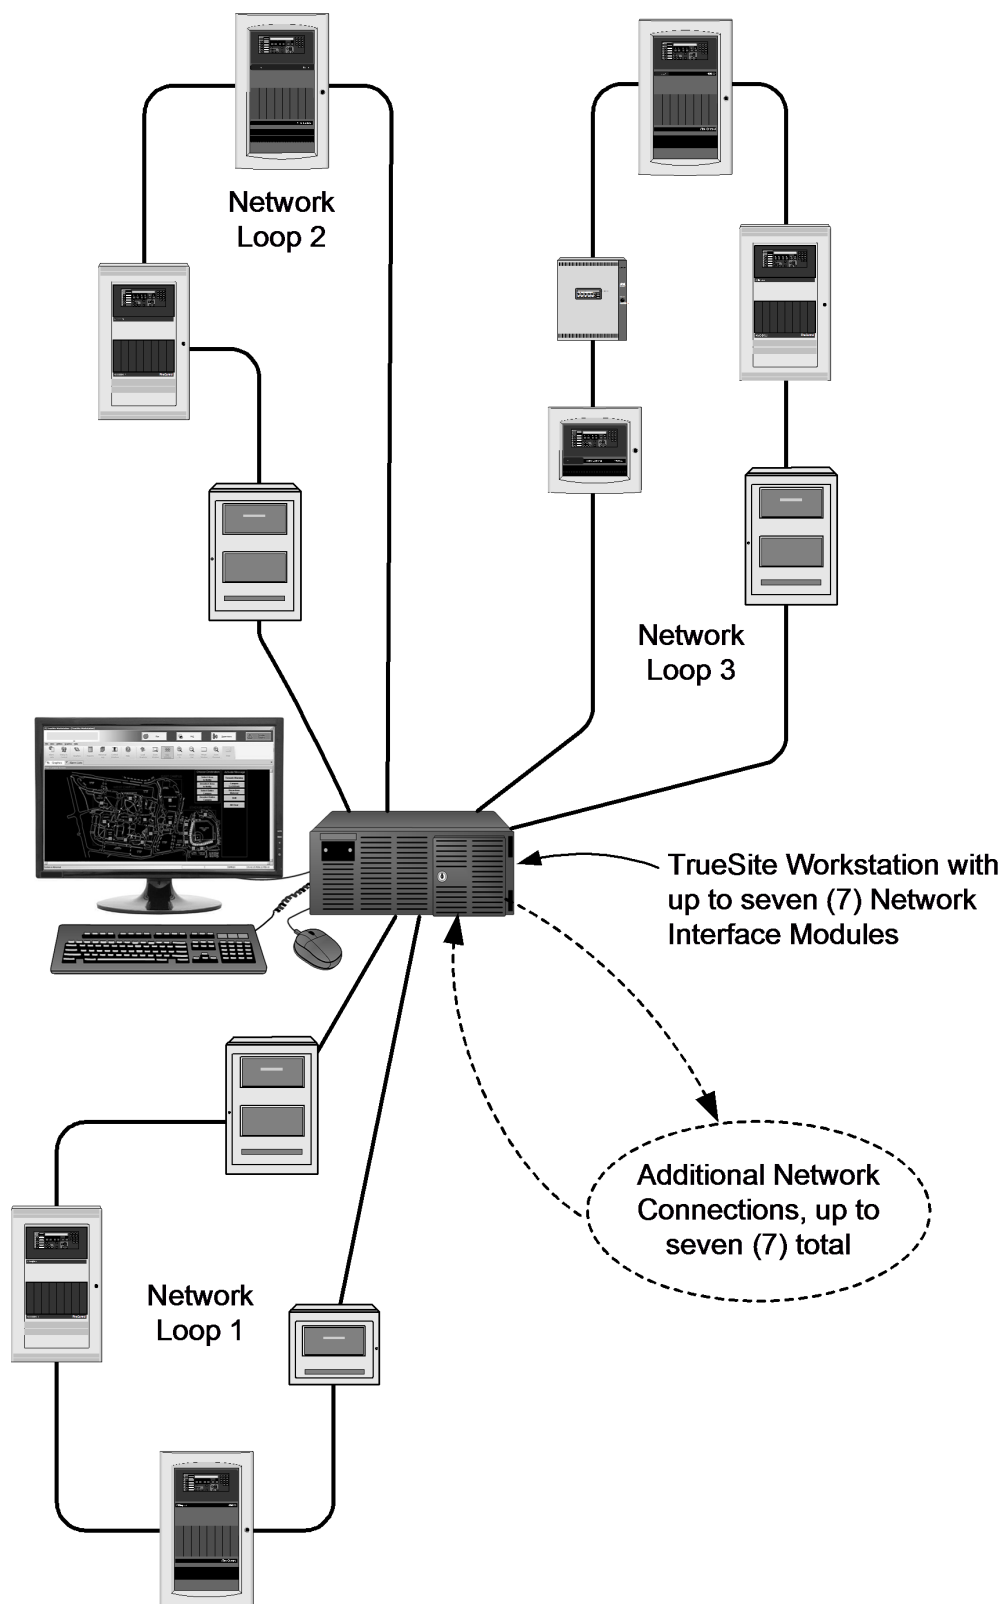 Network
Loop 2
Network
Loop 3
TrueSite Workstation with
up to seven (7) Network
Interface Modules
Additional Network
Connections, up to
seven (7) total
Network
Loop 1